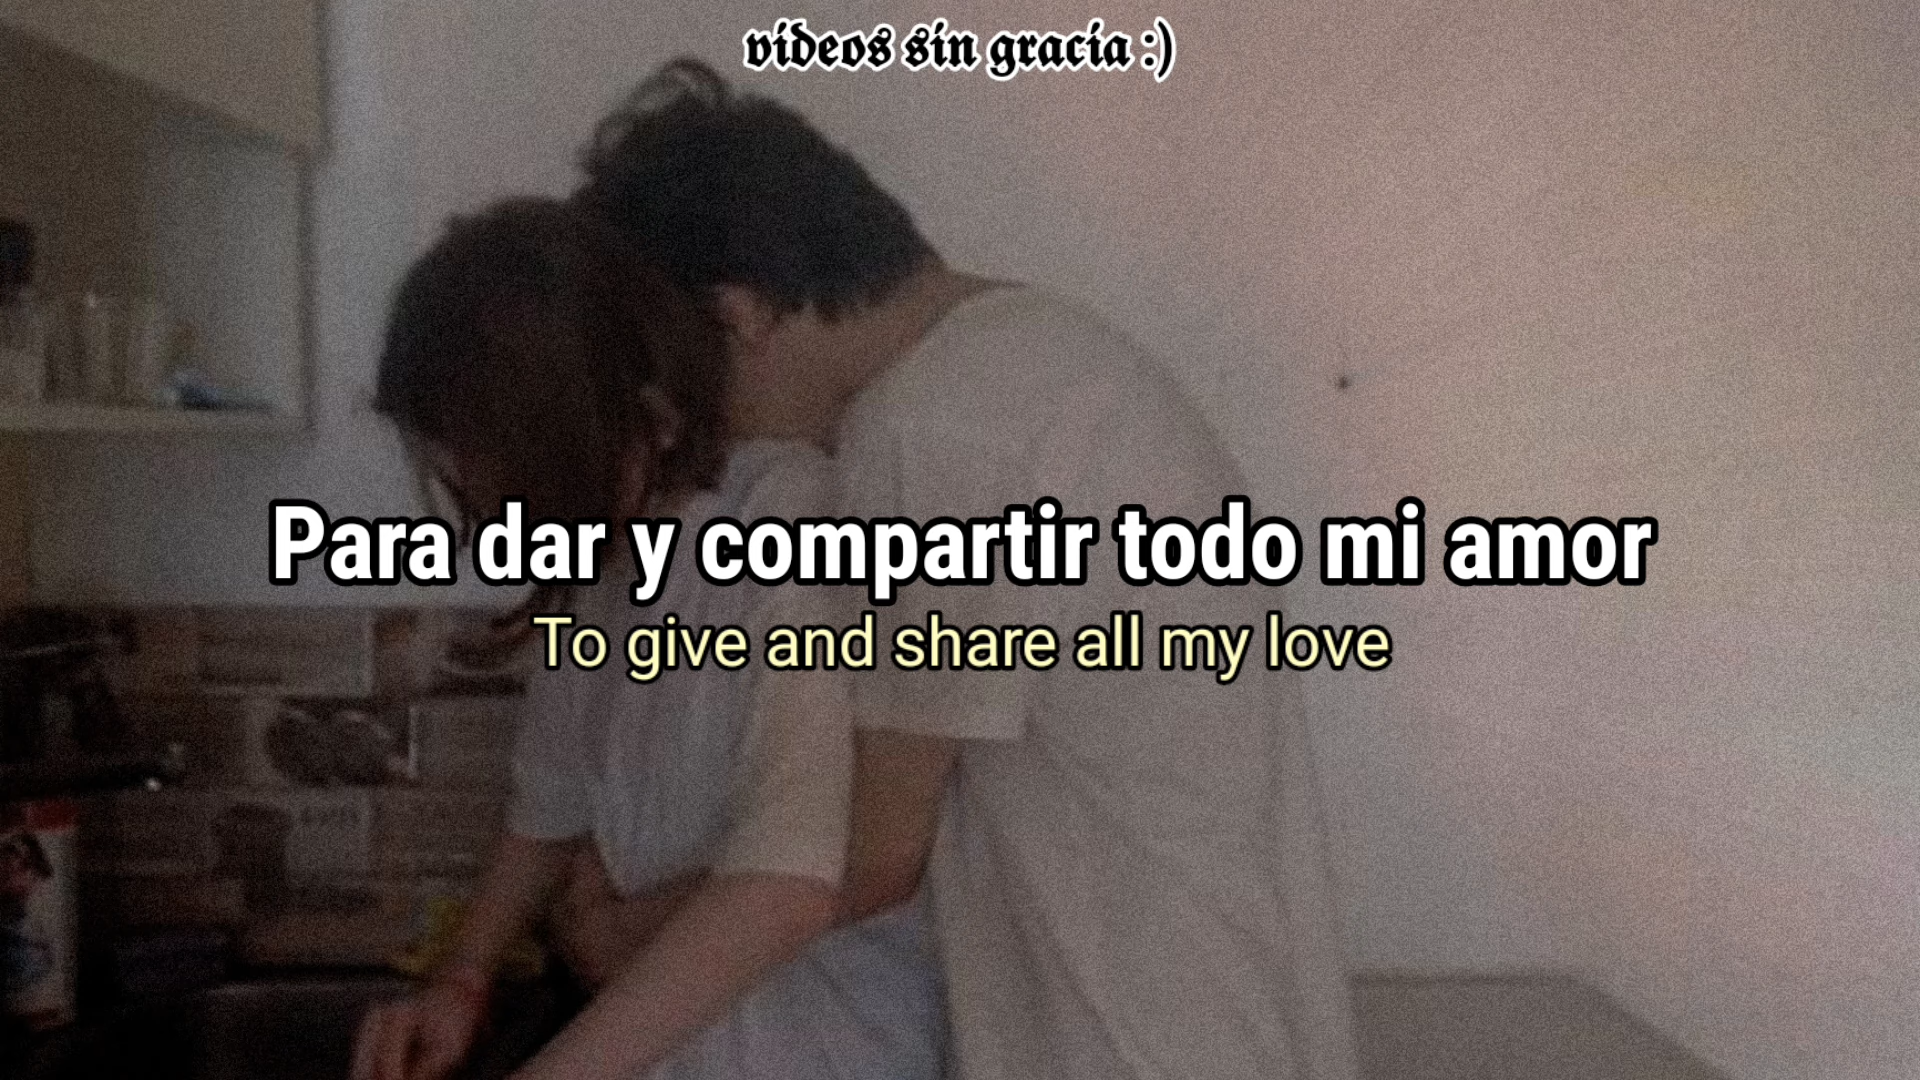 videos sin gracia :)
Para dar y compartir todo mi amor
To give and share all my love